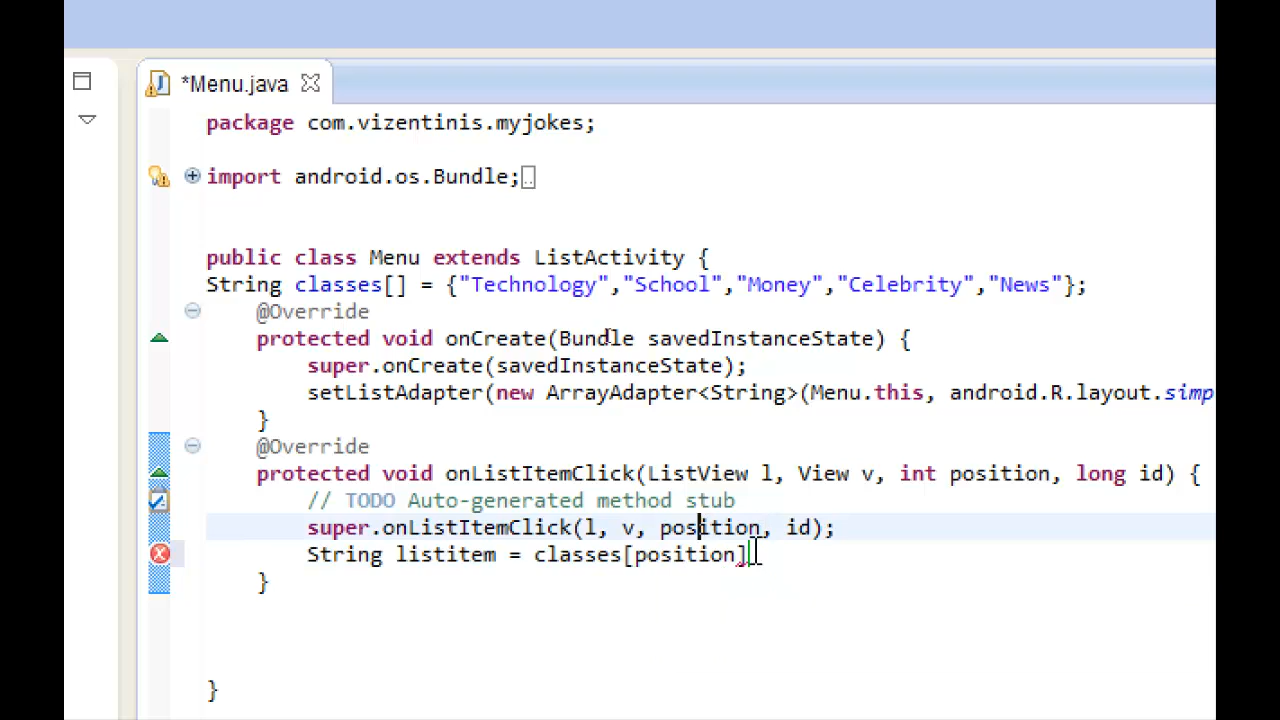 *Menu.java
package com.vizentinis.myjokes;
import android.os.Bundle;
public class Menu extends ListActivity {
String classes[] = {"Technology","School","Money","Celebrity","News"};
@Override
protected void onCreate(Bundle savedInstanceState) {
super.onCreate(savedInstanceState);
setListAdapter(new ArrayAdapter<String>(Menu.this, android.R.layout.simp
}
@Override
protected void onListItemClick(ListView l, View v, int position, long id) {
// TODO Auto-generated method stub
super.onListItemClick(l, v, position, id);
String listitem = classes[position]
}
}